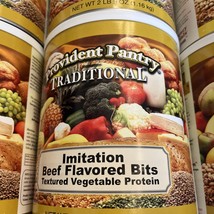 NET WT 2 LB
Provident Pantry
TRADITIONAL
Imitation
Beef Flavored Bits
Textured Vegetable Protein